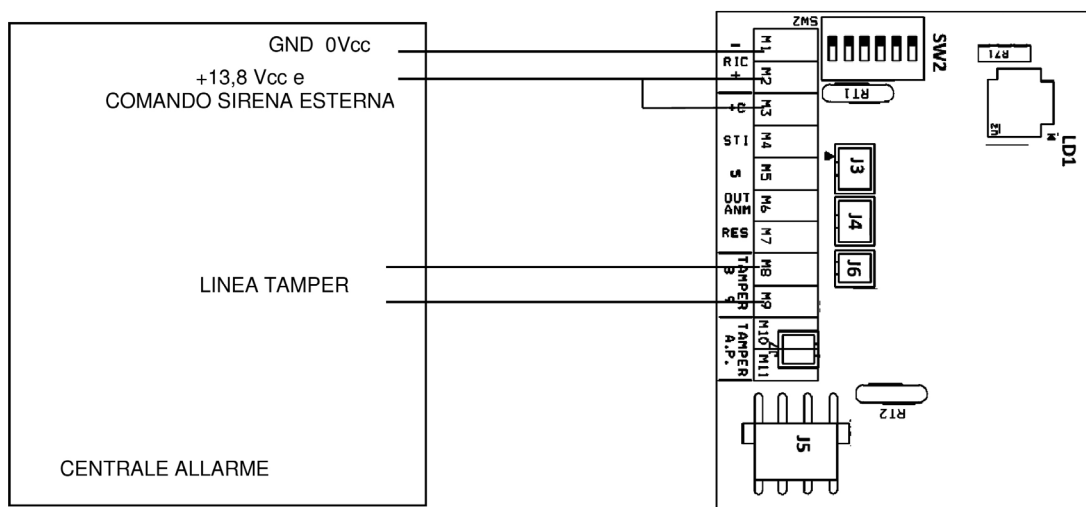 GND 0Vcc
+13,8 Vcc e
COMANDO SIRENA ESTERNA
LINEA TAMPER
CENTRALE ALLARME
-
RIC
+
+C
STI
S
OUT
ANM
RES
TAMPER
B
TAMPER
A.P.
M1
M2
M3
M4
M5
M6
M7
M8
M9
M10
M11
SW2
SW2
RT1
RT1
LD1
J3
J4
J6
RT2
J5